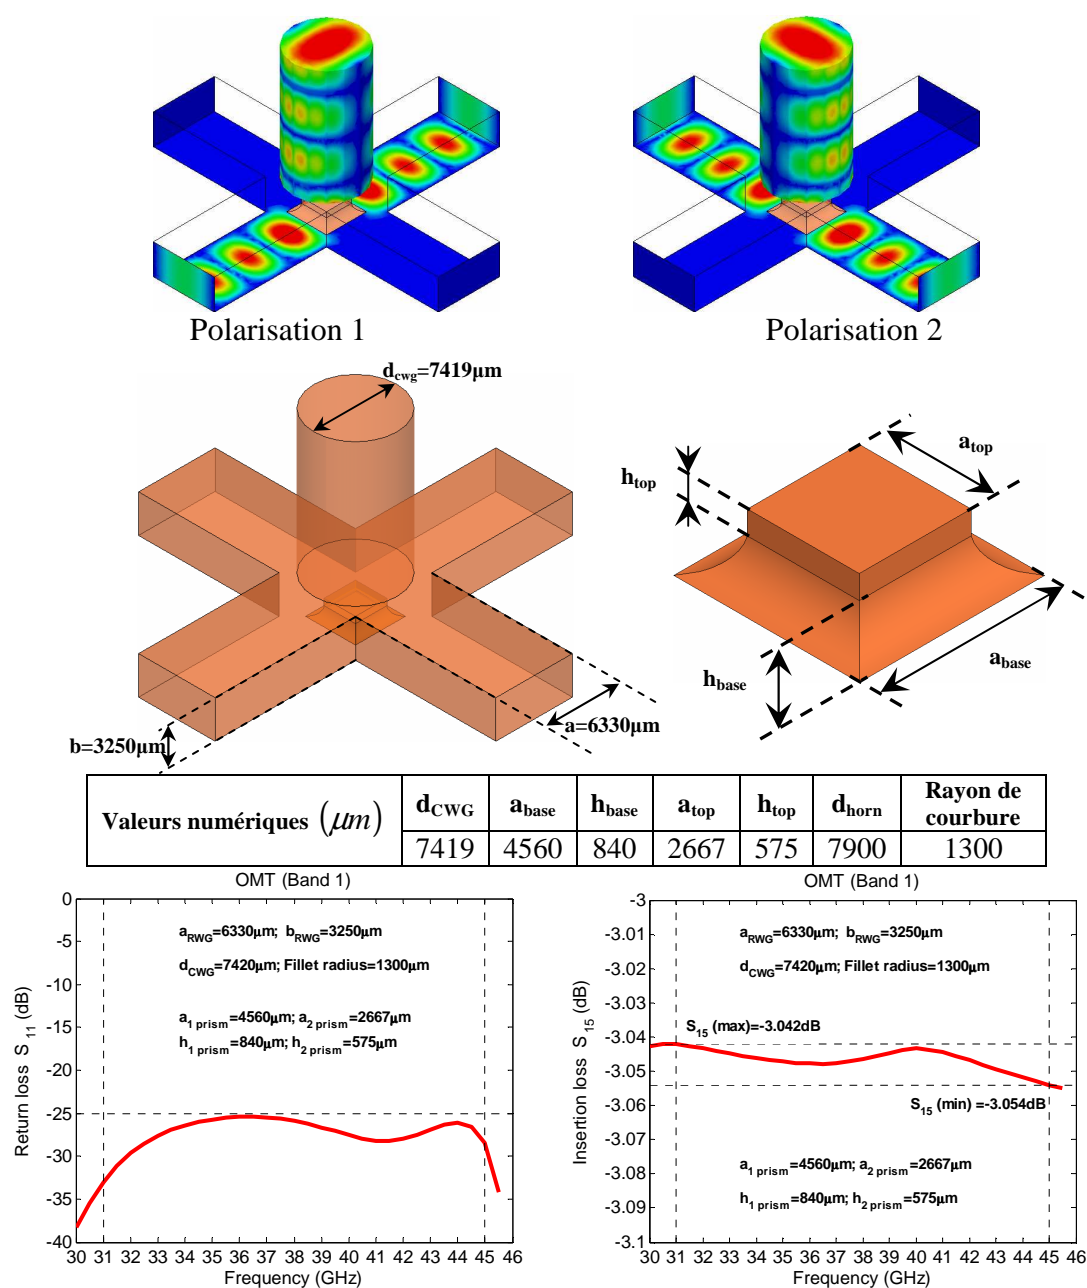 Polarisation 1
Polarisation 2
d_cwg=7419µm
a_top
h_top
h_base
a_base
b=3250µm
a=6330µm
Valeurs numériques (µm) d_CWG a_base h_base a_top h_top d_horn Rayon de courbure
7419 4560 840 2667 575 7900 1300
OMT (Band 1)
a_RWG=6330µm; b_RWG=3250µm
d_CWG=7420µm; Fillet radius=1300µm
a_1 prism=4560µm; a_2 prism=2667µm
h_1 prism=840µm; h_2 prism=575µm
Return loss S_11 (dB)
0
-5
-10
-15
-20
-25
-30
-35
-40
30 31 32 33 34 35 36 37 38 39 40 41 42 43 44 45 46
Frequency (GHz)
OMT (Band 1)
a_RWG=6330µm; b_RWG=3250µm
d_CWG=7420µm; Fillet radius=1300µm
S_15 (max)=-3.042dB
S_15 (min) =-3.054dB
a_1 prism=4560µm; a_2 prism=2667µm
h_1 prism=840µm; h_2 prism=575µm
Insertion loss S_15 (dB)
-3
-3.01
-3.02
-3.03
-3.04
-3.05
-3.06
-3.07
-3.08
-3.09
-3.1
30 31 32 33 34 35 36 37 38 39 40 41 42 43 44 45 46
Frequency (GHz)